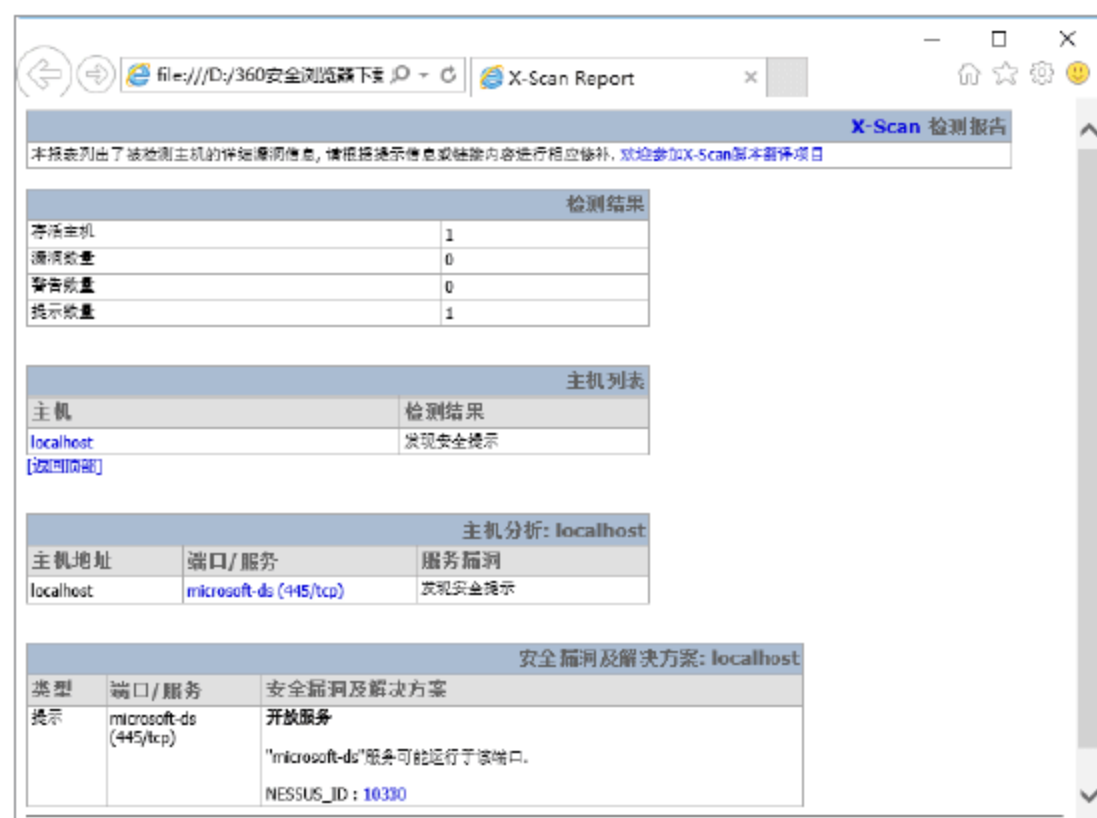 file:///D:/360安全浏览器下载
X-Scan Report
X-Scan 检测报告
本报表列出了被检测主机的详细漏洞信息, 请根据提示信息或链接内容进行相应修补. 欢迎参加X-Scan脚本翻译项目
检测结果
存活主机 1
漏洞数量 0
警告数量 0
提示数量 1
主机列表
主机 检测结果
localhost 发现安全提示
[返回顶部]
主机分析: localhost
主机地址 端口/服务 服务漏洞
localhost microsoft-ds (445/tcp) 发现安全提示
安全漏洞及解决方案: localhost
类型 端口/服务 安全漏洞及解决方案
提示 microsoft-ds (445/tcp) 开放服务
"microsoft-ds"服务可能运行于该端口.
NESSUS_ID : 10330